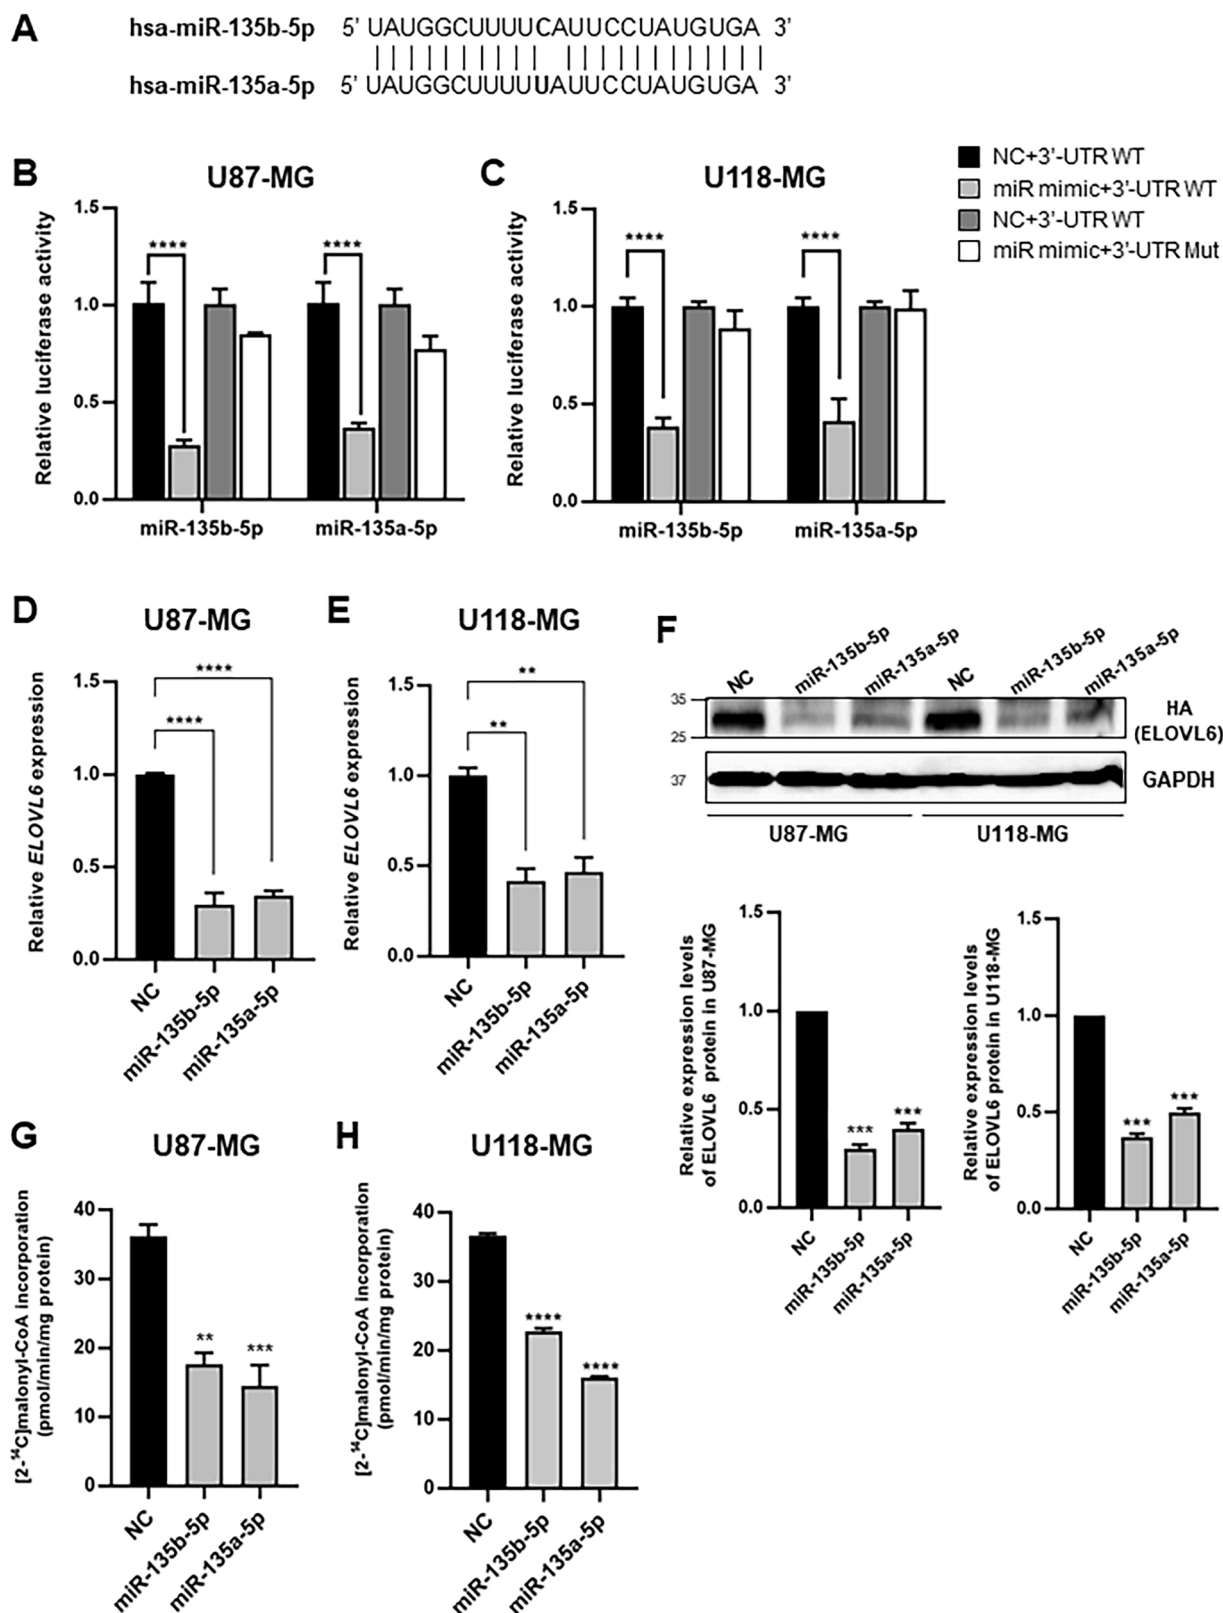 A
hsa-miR-135b-5p 5' UAUGGCUUUUCAUUCCUAUGUGA 3'
hsa-miR-135a-5p 5' UAUGGCUUUUUAUUCCUAUGUGA 3'
B
U87-MG
Relative luciferase activity
1.5
1.0
0.5
0.0
****
****
miR-135b-5p
miR-135a-5p
C
U118-MG
Relative luciferase activity
1.5
1.0
0.5
0.0
****
****
miR-135b-5p
miR-135a-5p
NC+3'-UTR WT
miR mimic+3'-UTR WT
NC+3'-UTR WT
miR mimic+3'-UTR Mut
D
U87-MG
Relative ELOVL6 expression
1.5
1.0
0.5
0.0
****
****
NC
miR-135b-5p
miR-135a-5p
E
U118-MG
Relative ELOVL6 expression
1.5
1.0
0.5
0.0
**
**
NC
miR-135b-5p
miR-135a-5p
F
NC
miR-135b-5p
miR-135a-5p
NC
miR-135b-5p
miR-135a-5p
35
25
HA
(ELOVL6)
37
GAPDH
U87-MG
U118-MG
Relative expression levels
of ELOVL6 protein in U87-MG
1.5
1.0
0.5
0.0
***
***
NC
miR-135b-5p
miR-135a-5p
Relative expression levels
of ELOVL6 protein in U118-MG
1.5
1.0
0.5
0.0
***
***
NC
miR-135b-5p
miR-135a-5p
G
U87-MG
[2-¹⁴C]malonyl-CoA incorporation
(pmol/min/mg protein)
40
30
20
10
0
**
***
NC
miR-135b-5p
miR-135a-5p
H
U118-MG
[2-¹⁴C]malonyl-CoA incorporation
(pmol/min/mg protein)
40
30
20
10
0
****
****
NC
miR-135b-5p
miR-135a-5p